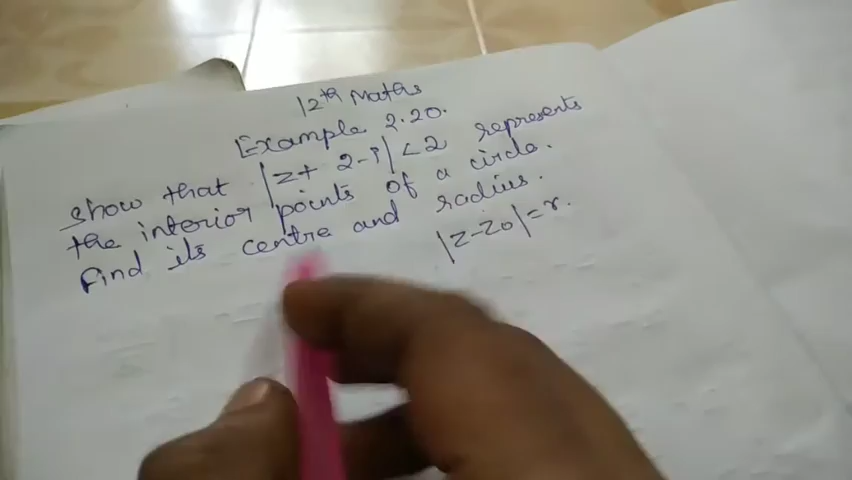 12th Maths
Example 2.20.
Show that |z+ 2-i| <2 represents
the interior points of a circle.
Find its centre and radius.
|z-z0|=r.